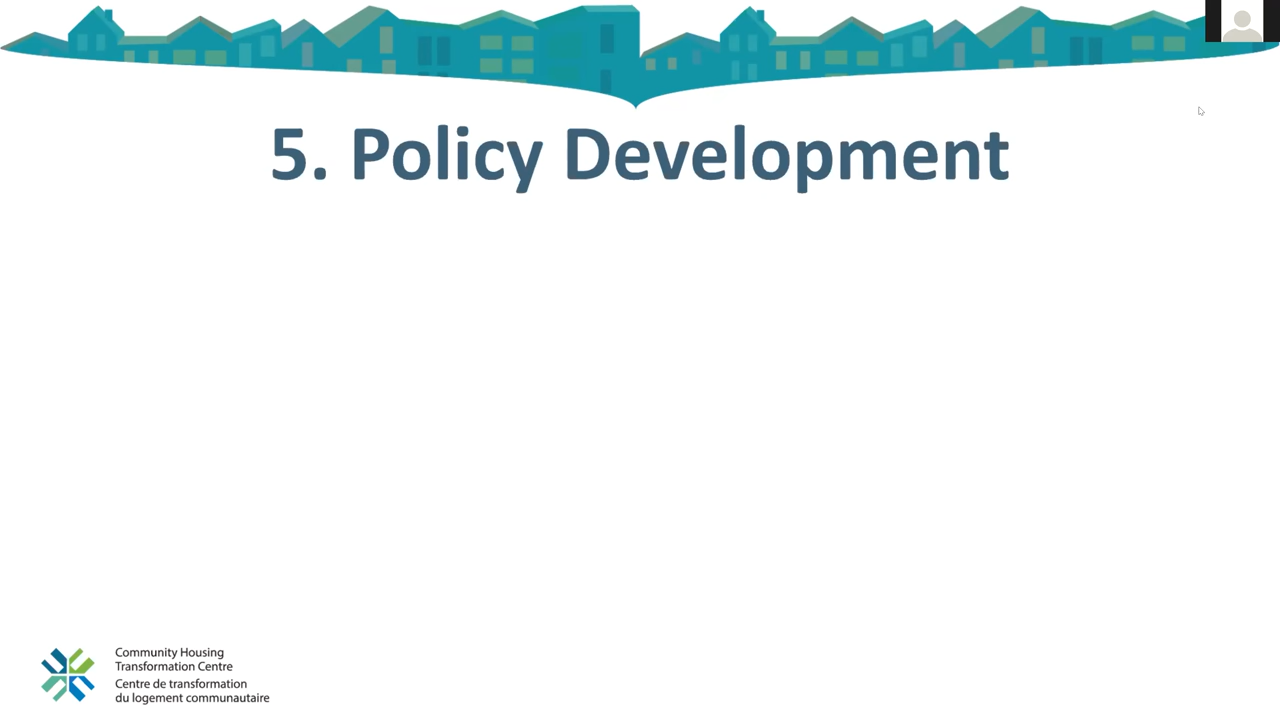 5. Policy Development
Community Housing
Transformation Centre
Centre de transformation
du logement communautaire